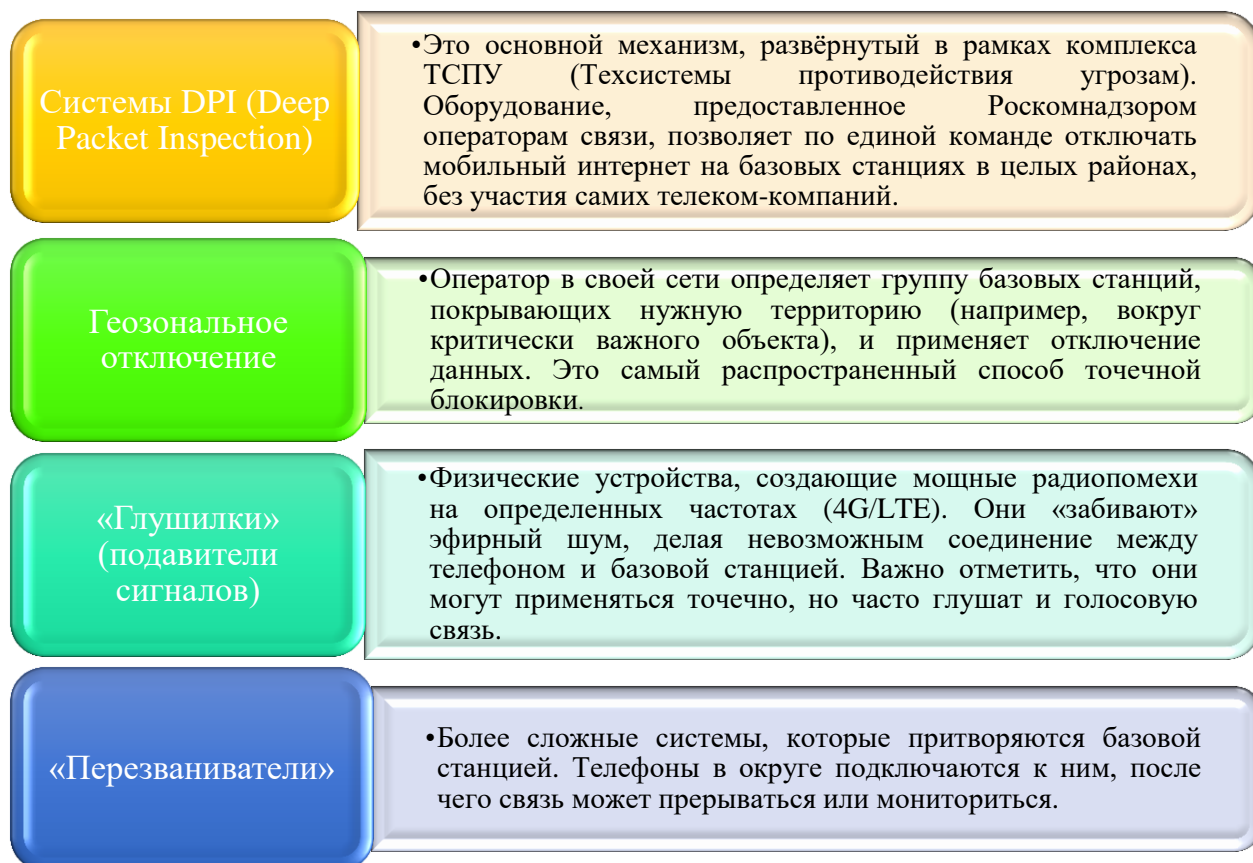 Системы DPI (Deep
Packet Inspection)
•Это основной механизм, развёрнутый в рамках комплекса
ТСПУ (Техсистемы противодействия угрозам).
Оборудование, предоставленное Роскомнадзором
операторам связи, позволяет по единой команде отключать
мобильный интернет на базовых станциях в целых районах,
без участия самих телеком-компаний.
Геозональное
отключение
•Оператор в своей сети определяет группу базовых станций,
покрывающих нужную территорию (например, вокруг
критически важного объекта), и применяет отключение
данных. Это самый распространенный способ точечной
блокировки.
«Глушилки»
(подавители
сигналов)
•Физические устройства, создающие мощные радиопомехи
на определенных частотах (4G/LTE). Они «забивают»
эфирный шум, делая невозможным соединение между
телефоном и базовой станцией. Важно отметить, что они
могут применяться точечно, но часто глушат и голосовую
связь.
«Перезваниватели»
•Более сложные системы, которые притворяются базовой
станцией. Телефоны в округе подключаются к ним, после
чего связь может прерываться или мониториться.